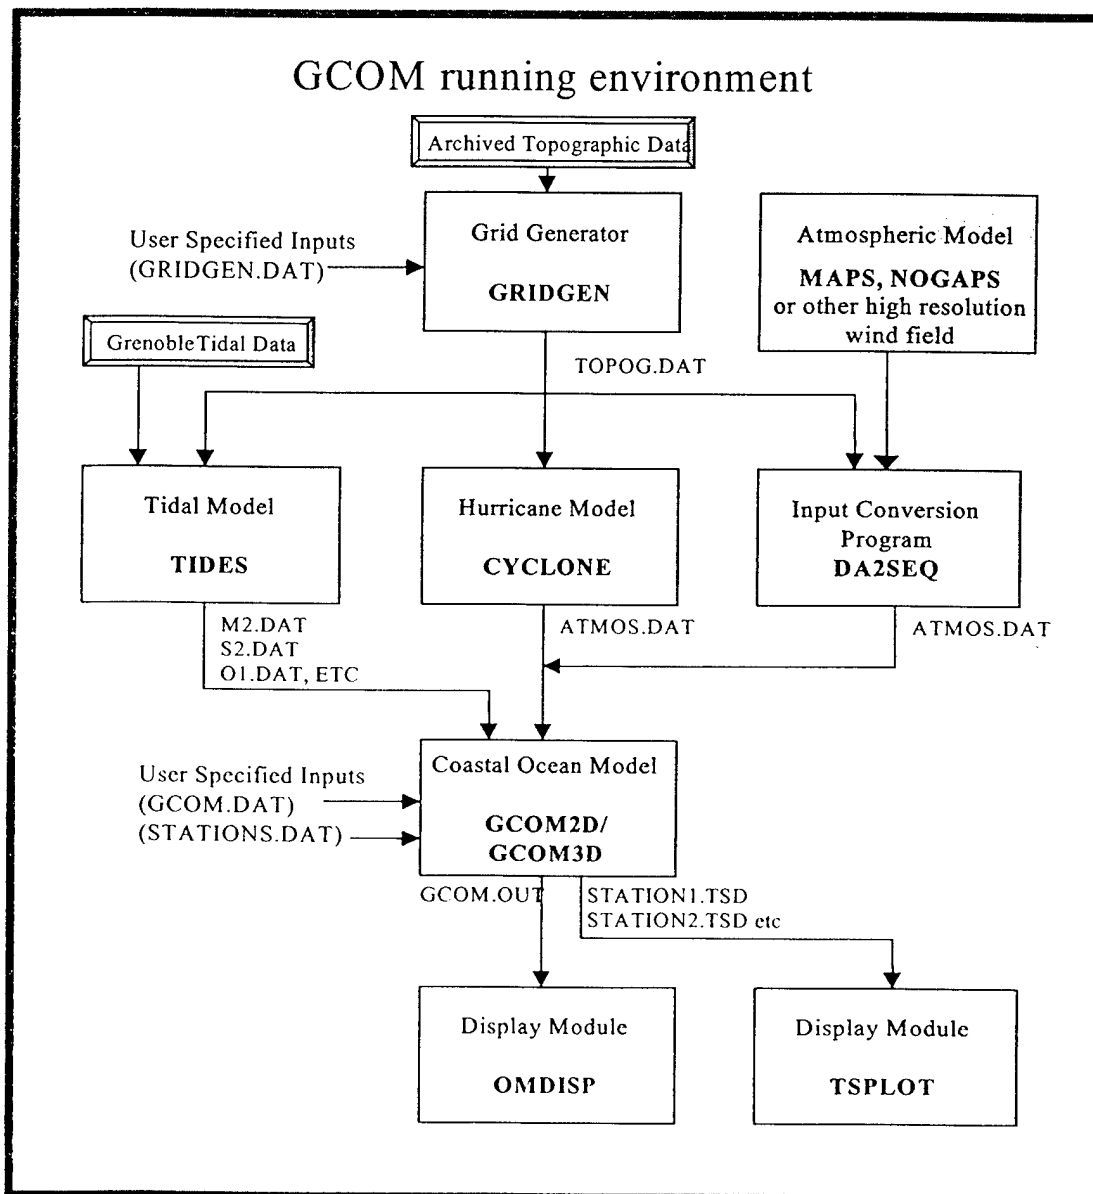 GCOM running environment
Archived Topographic Data
Grid Generator
GRIDGEN
User Specified Inputs
(GRIDGEN.DAT)
Atmospheric Model
MAPS, NOGAPS
or other high resolution
wind field
GrenobleTidal Data
TOPOG.DAT
Tidal Model
TIDES
Hurricane Model
CYCLONE
Input Conversion
Program
DA2SEQ
M2.DAT
S2.DAT
O1.DAT, ETC
ATMOS.DAT
ATMOS.DAT
User Specified Inputs
(GCOM.DAT)
(STATIONS.DAT)
Coastal Ocean Model
GCOM2D/
GCOM3D
GCOM.OUT
STATION1.TSD
STATION2.TSD etc
Display Module
OMDISP
Display Module
TSPLOT